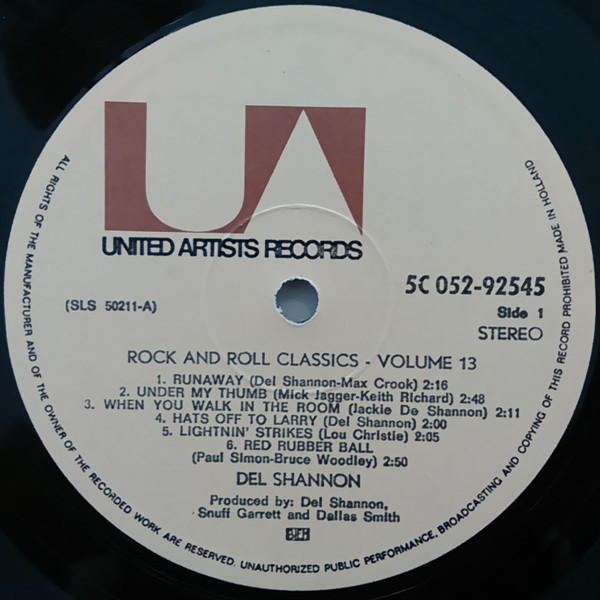 UA
UNITED ARTISTS RECORDS
5C 052-92545
(SLS 50211-A)
Side 1
STEREO
ROCK AND ROLL CLASSICS - VOLUME 13
1. RUNAWAY (Del Shannon-Max Crook) 2:16
2. UNDER MY THUMB (Mick Jagger-Keith Richard) 2:48
3. WHEN YOU WALK IN THE ROOM (Jackie De Shannon) 2:11
4. HATS OFF TO LARRY (Del Shannon) 2:00
5. LIGHTNIN' STRIKES (Lou Christie) 2:05
6. RED RUBBER BALL
(Paul Simon-Bruce Woodley) 2:50
DEL SHANNON
Produced by: Del Shannon,
Snuff Garrett and Dallas Smith
ALL RIGHTS OF THE MANUFACTURER AND OF THE OWNER OF THE RECORDED WORK ARE RESERVED. UNAUTHORIZED PUBLIC PERFORMANCE, BROADCASTING AND COPYING OF THIS RECORD PROHIBITED MADE IN HOLLAND